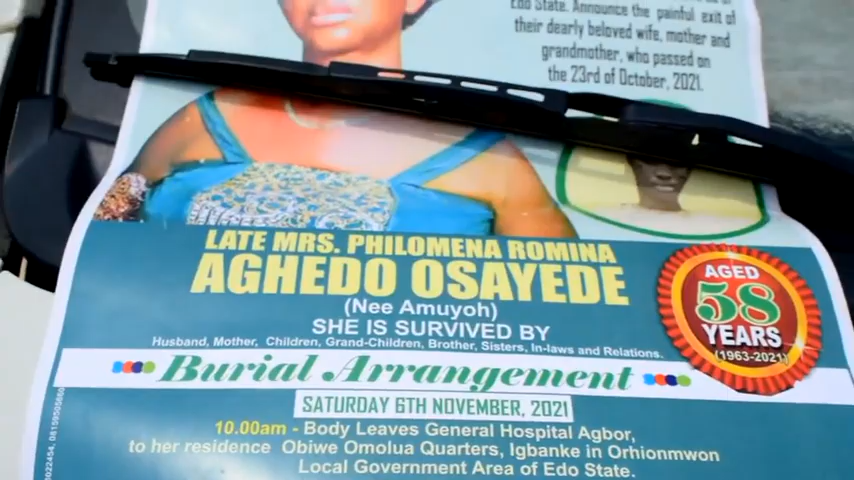 Edo State. Announce the painful exit of
their dearly beloved wife, mother and
grandmother, who passed on
the 23rd of October, 2021.
LATE MRS. PHILOMENA ROMINA
AGHEDO OSAYEDE
(Nee Amuyoh)
SHE IS SURVIVED BY
Husband, Mother, Children, Grand-Children, Brother, Sisters, In-laws and Relations.
AGED
58
YEARS
(1963-2021)
Burial Arrangement
SATURDAY 6TH NOVEMBER, 2021
10.00am - Body Leaves General Hospital Agbor,
to her residence Obiwe Omolua Quarters, Igbanke in Orhionmwon
Local Government Area of Edo State.